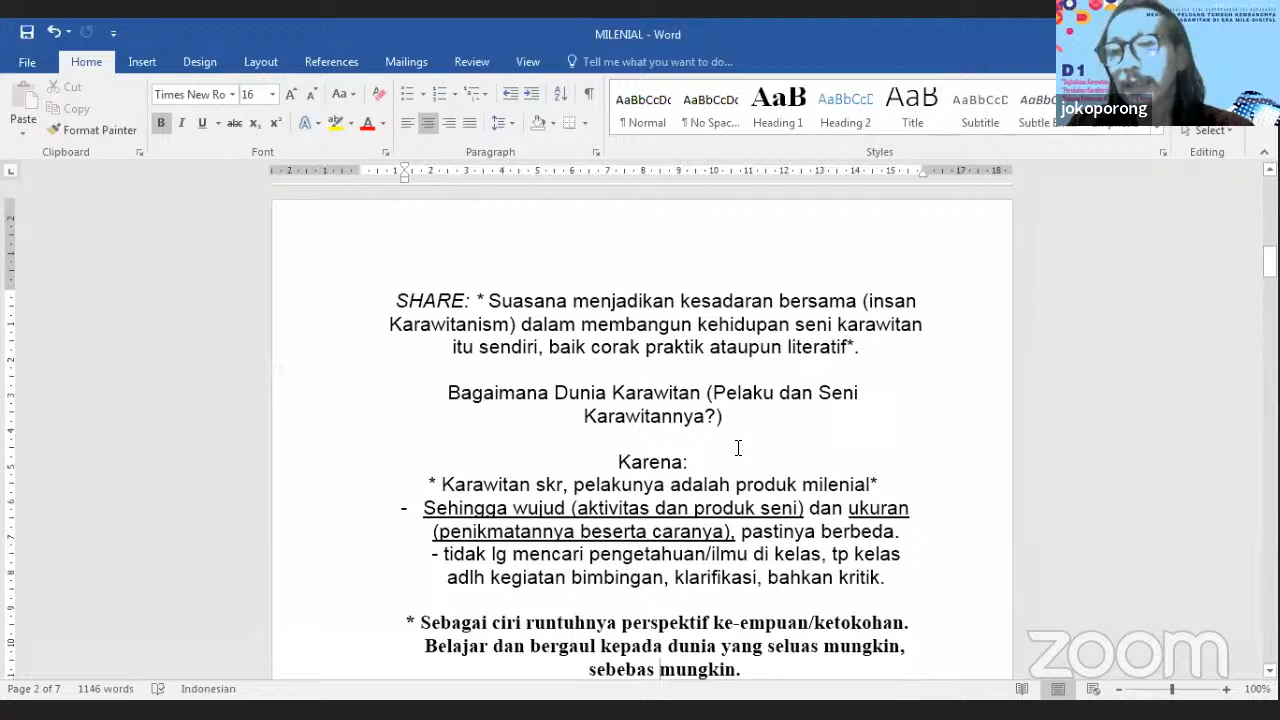 MILENIAL - Word
File Home Insert Design Layout References Mailings Review View Tell me what you want to do...
D1
jokoporong
Paste
Cut
Copy
Format Painter
Clipboard
Times New Ro 16
Font
Paragraph
AaBbCcDc AaBbCcDc AaB AaBbCcD AaB AaBbCcD
¶ Normal ¶ No Spac... Heading 1 Heading 2 Title Subtitle
Styles
Select
Editing
SHARE: * Suasana menjadikan kesadaran bersama (insan
Karawitanism) dalam membangun kehidupan seni karawitan
itu sendiri, baik corak praktik ataupun literatif*.
Bagaimana Dunia Karawitan (Pelaku dan Seni
Karawitannya?)
Karena:
* Karawitan skr, pelakunya adalah produk milenial*
- Sehingga wujud (aktivitas dan produk seni) dan ukuran
(penikmatannya beserta caranya), pastinya berbeda.
- tidak lg mencari pengetahuan/ilmu di kelas, tp kelas
adlh kegiatan bimbingan, klarifikasi, bahkan kritik.
* Sebagai ciri runtuhnya perspektif ke-empuan/ketokohan.
Belajar dan bergaul kepada dunia yang seluas mungkin,
sebebas mungkin.
zoom
Page 2 of 7 1146 words Indonesian 100%